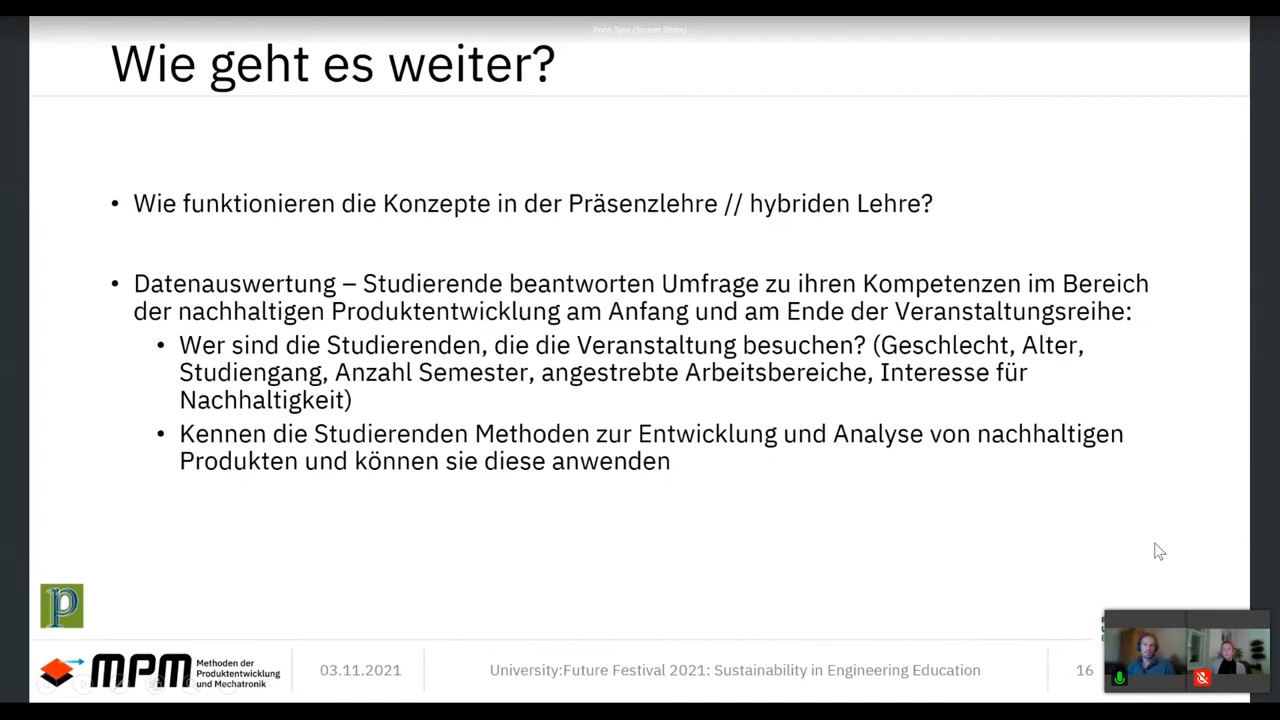 Anne Syre (Screen Share)
Wie geht es weiter?
• Wie funktionieren die Konzepte in der Präsenzlehre // hybriden Lehre?
• Datenauswertung – Studierende beantworten Umfrage zu ihren Kompetenzen im Bereich
der nachhaltigen Produktentwicklung am Anfang und am Ende der Veranstaltungsreihe:
• Wer sind die Studierenden, die die Veranstaltung besuchen? (Geschlecht, Alter,
Studiengang, Anzahl Semester, angestrebte Arbeitsbereiche, Interesse für
Nachhaltigkeit)
• Kennen die Studierenden Methoden zur Entwicklung und Analyse von nachhaltigen
Produkten und können sie diese anwenden
p
MPM
Methoden der
Produktentwicklung
und Mechatronik
03.11.2021
University:Future Festival 2021: Sustainability in Engineering Education
16